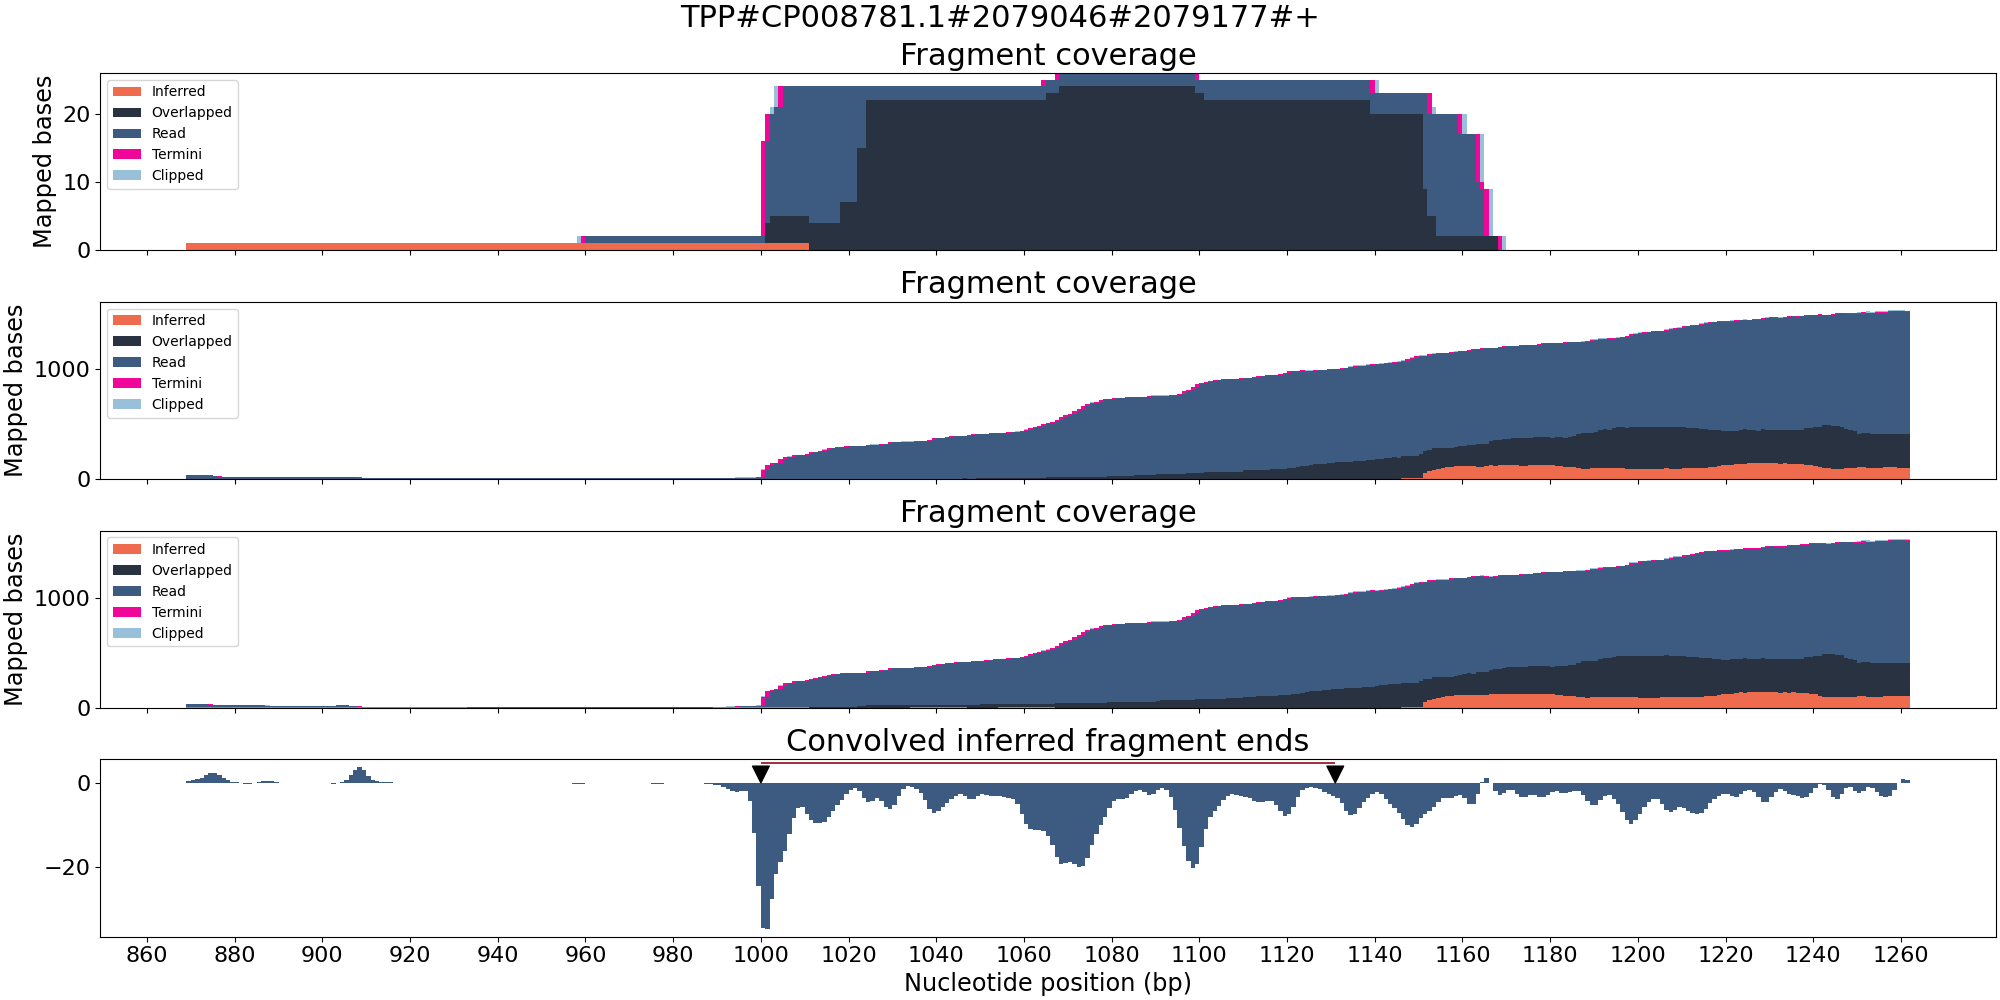 TPP#CP008781.1#2079046#2079177#+
Fragment coverage
Mapped bases
20
10
0
Inferred
Overlapped
Read
Termini
Clipped
Fragment coverage
Mapped bases
1000
0
Inferred
Overlapped
Read
Termini
Clipped
Fragment coverage
Mapped bases
1000
0
Inferred
Overlapped
Read
Termini
Clipped
Convolved inferred fragment ends
0
−20
860 880 900 920 940 960 980 1000 1020 1040 1060 1080 1100 1120 1140 1160 1180 1200 1220 1240 1260
Nucleotide position (bp)